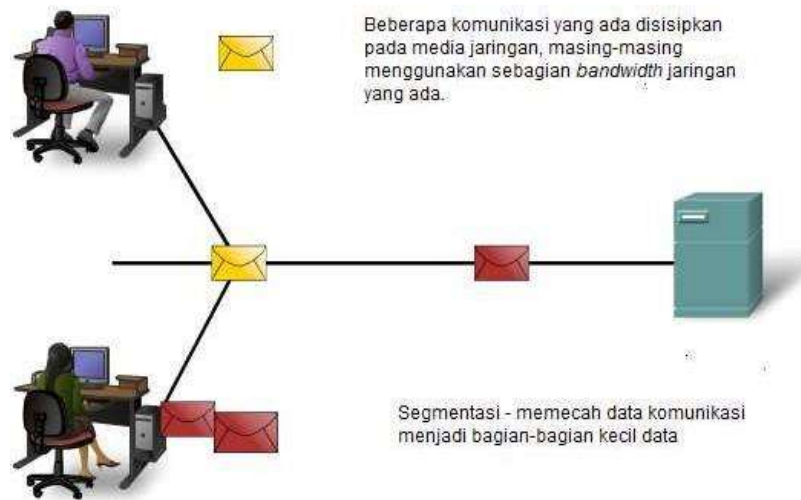 Beberapa komunikasi yang ada disisipkan
pada media jaringan, masing-masing
menggunakan sebagian bandwidth jaringan
yang ada.
Segmentasi - memecah data komunikasi
menjadi bagian-bagian kecil data